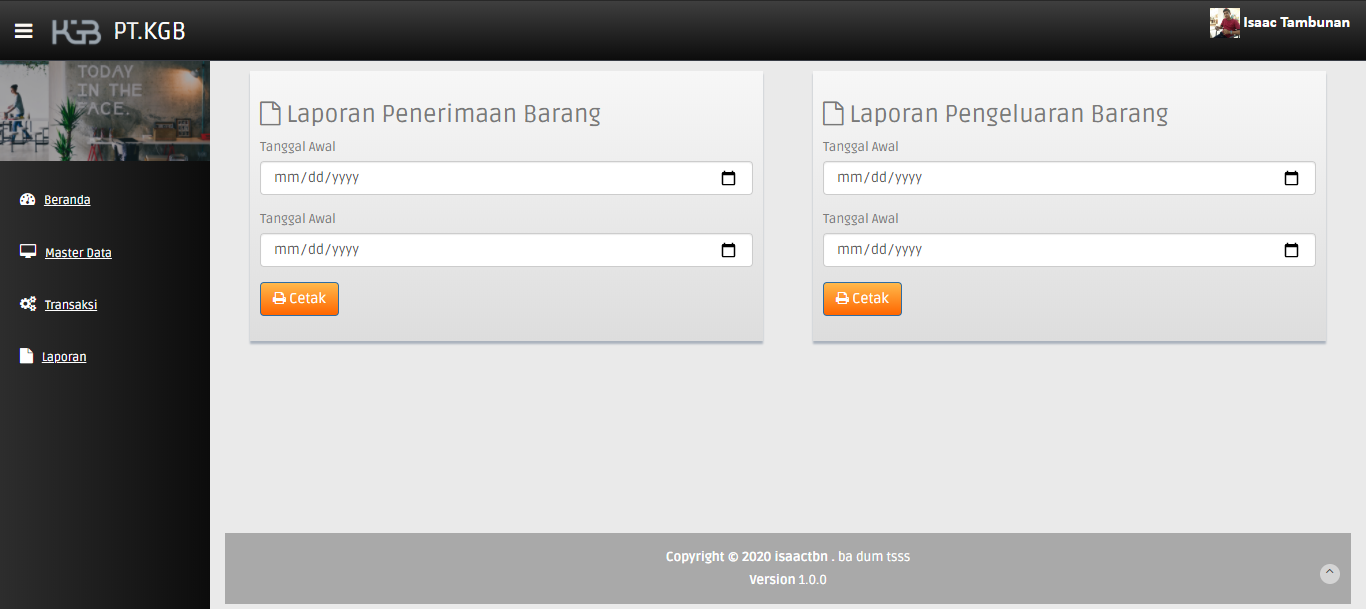 KGB PT.KGB
Isaac Tambunan
TODAY
IN THE
FACE.
Beranda
Master Data
Transaksi
Laporan
Laporan Penerimaan Barang
Tanggal Awal
mm/dd/yyyy
Tanggal Awal
mm/dd/yyyy
Cetak
Laporan Pengeluaran Barang
Tanggal Awal
mm/dd/yyyy
Tanggal Awal
mm/dd/yyyy
Cetak
Copyright © 2020 isaactbn . ba dum tsss
Version 1.0.0